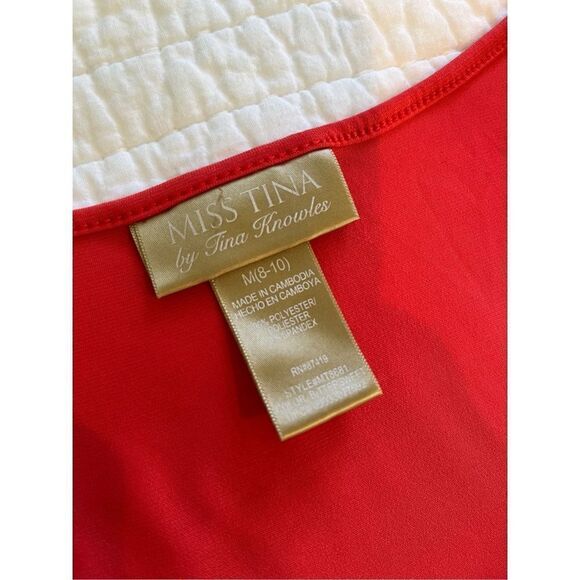 MISS TINA
by Tina Knowles
M(8-10)
MADE IN CAMBODIA
HECHO EN CAMBOYA
POLYESTER/
POLIESTER
SPANDEX
RN#87419
STYLE#MT8681